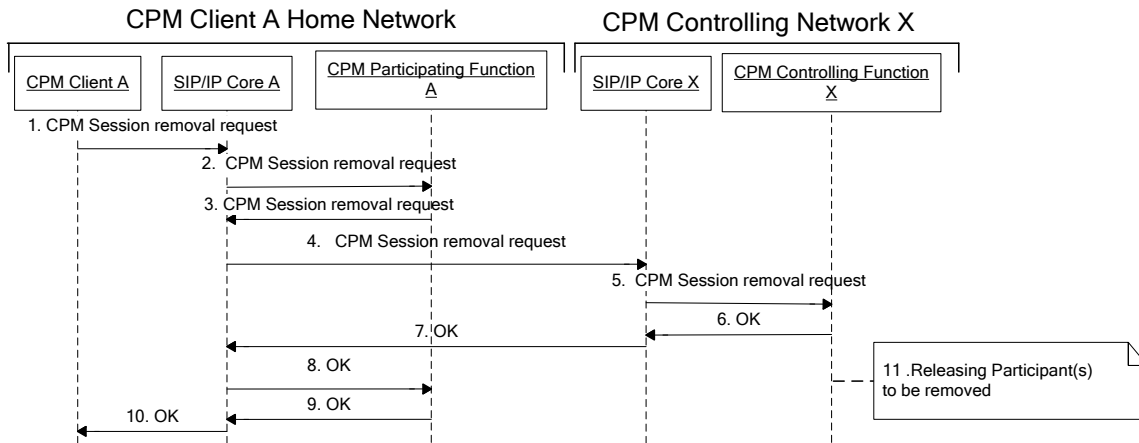 CPM Client A Home Network
CPM Controlling Network X
CPM Client A
SIP/IP Core A
CPM Participating Function
A
SIP/IP Core X
CPM Controlling Function
X
1. CPM Session removal request
2. CPM Session removal request
3. CPM Session removal request
4. CPM Session removal request
5. CPM Session removal request
6. OK
7. OK
8. OK
9. OK
10. OK
11 .Releasing Participant(s)
to be removed